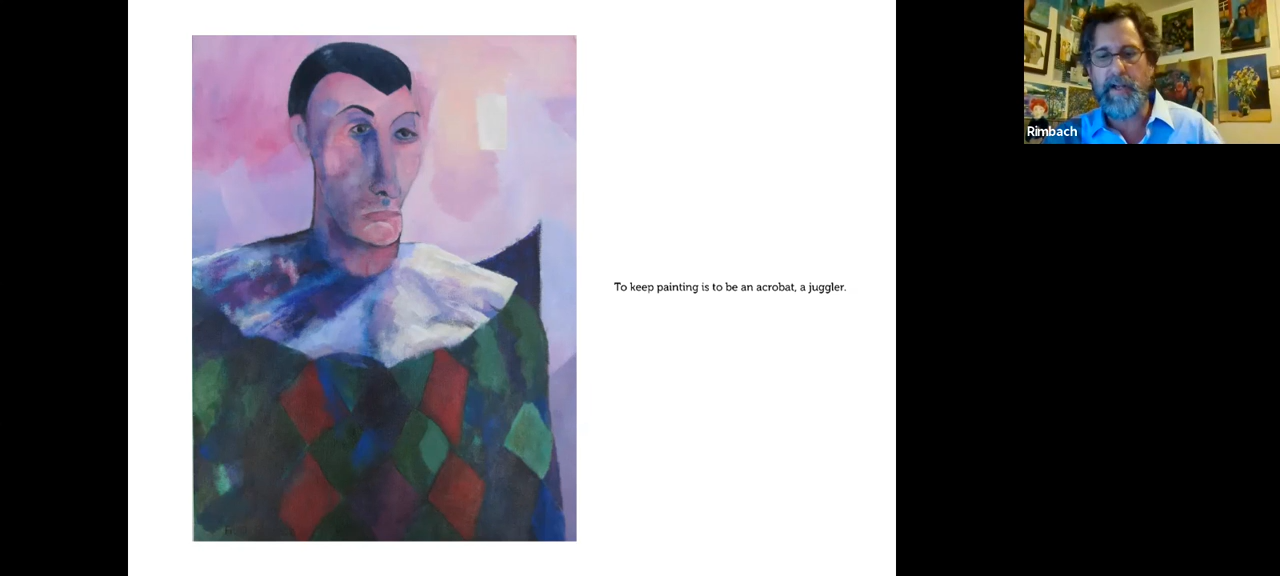 To keep painting is to be an acrobat, a juggler.
Rimbach